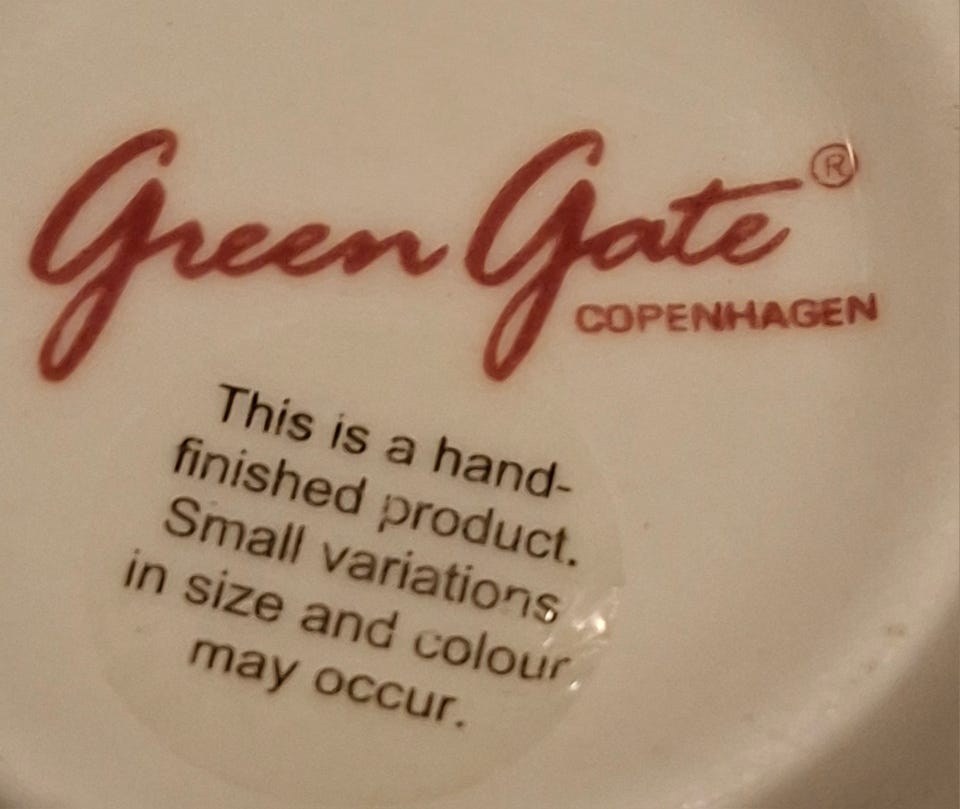 Green Gate®
COPENHAGEN
This is a hand-
finished product.
Small variations
in size and colour
may occur.